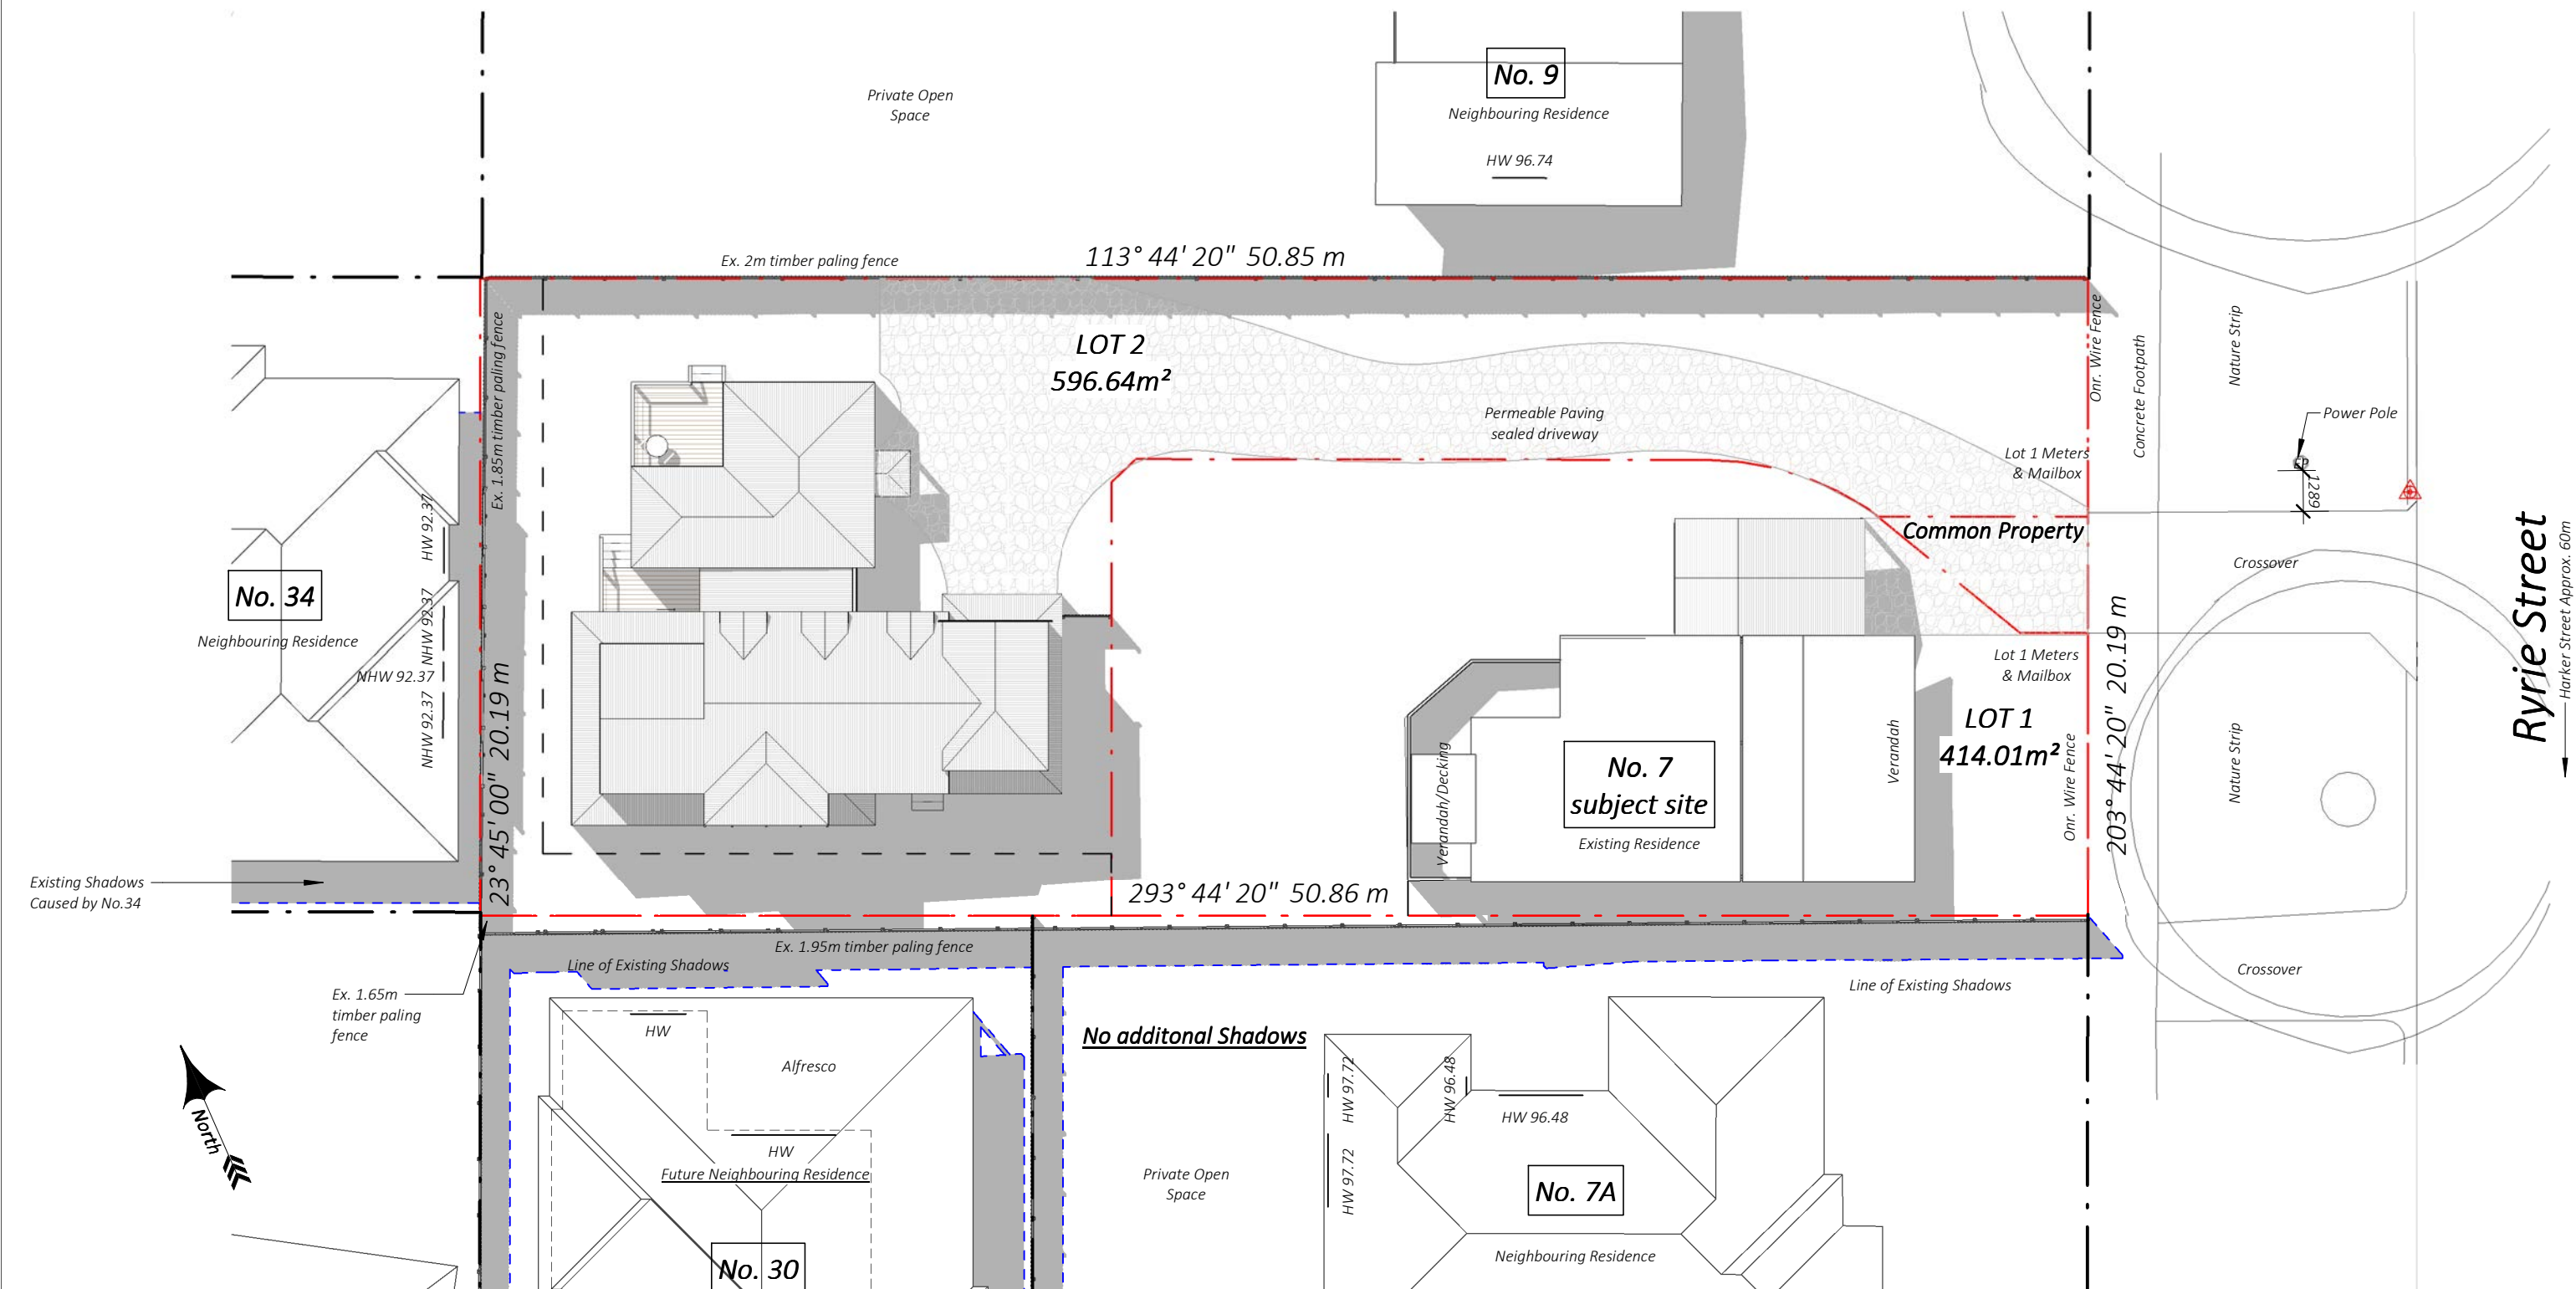 No. 9
Neighbouring Residence
HW 96.74
Private Open
Space
Ex. 2m timber paling fence
113° 44' 20" 50.85 m
Ex. 1.85m timber paling fence
LOT 2
596.64m²
Permeable Paving
sealed driveway
Onr. Wire Fence
Concrete Footpath
Nature Strip
Power Pole
EP
1289
Lot 1 Meters
& Mailbox
Common Property
Crossover
Ryrie Street
Harker Street Approx. 60m
HW 92.37
No. 34
Neighbouring Residence
NHW 92.37
NHW 92.37
NHW 92.37
23° 45' 00" 20.19 m
Lot 1 Meters
& Mailbox
LOT 1
414.01m²
Verandah
No. 7
subject site
Existing Residence
Verandah/Decking
Onr. Wire Fence
203° 44' 20" 20.19 m
Nature Strip
Existing Shadows
Caused by No.34
293° 44' 20" 50.86 m
Ex. 1.95m timber paling fence
Line of Existing Shadows
Line of Existing Shadows
Crossover
Ex. 1.65m
timber paling
fence
North
HW
Alfresco
HW
Future Neighbouring Residence
No. 30
No additonal Shadows
Private Open
Space
HW 97.72
HW 97.72
HW 96.48
HW 96.48
No. 7A
Neighbouring Residence